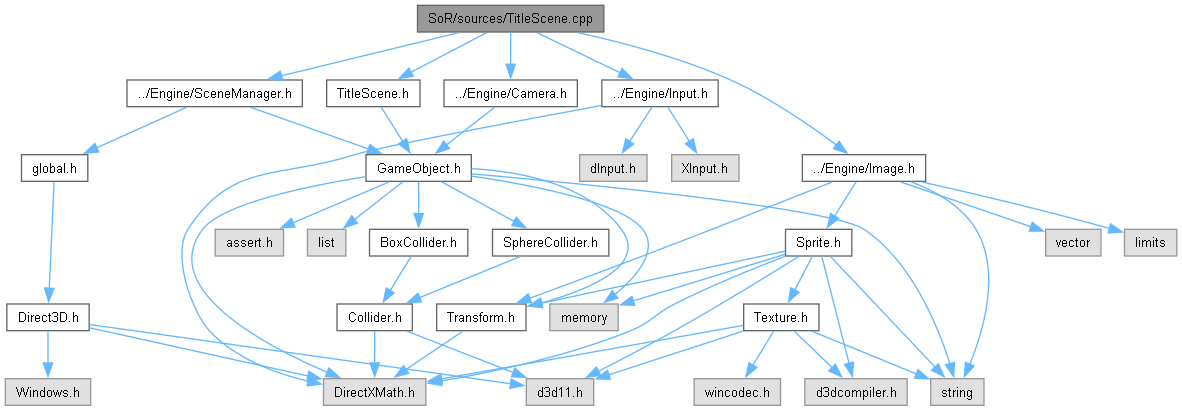 SoR/sources/TitleScene.cpp
../Engine/SceneManager.h
TitleScene.h
../Engine/Camera.h
../Engine/Input.h
global.h
GameObject.h
dInput.h
XInput.h
../Engine/Image.h
assert.h
list
BoxCollider.h
SphereCollider.h
Sprite.h
vector
limits
Direct3D.h
Collider.h
Transform.h
memory
Texture.h
Windows.h
DirectXMath.h
d3d11.h
wincodec.h
d3dcompiler.h
string